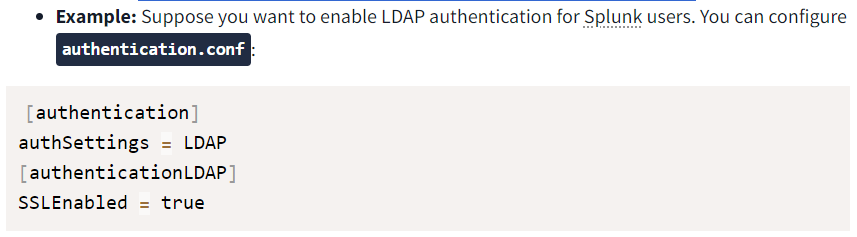 • Example: Suppose you want to enable LDAP authentication for Splunk users. You can configure
authentication.conf:
[authentication]
authSettings = LDAP
[authenticationLDAP]
SSLEnabled = true